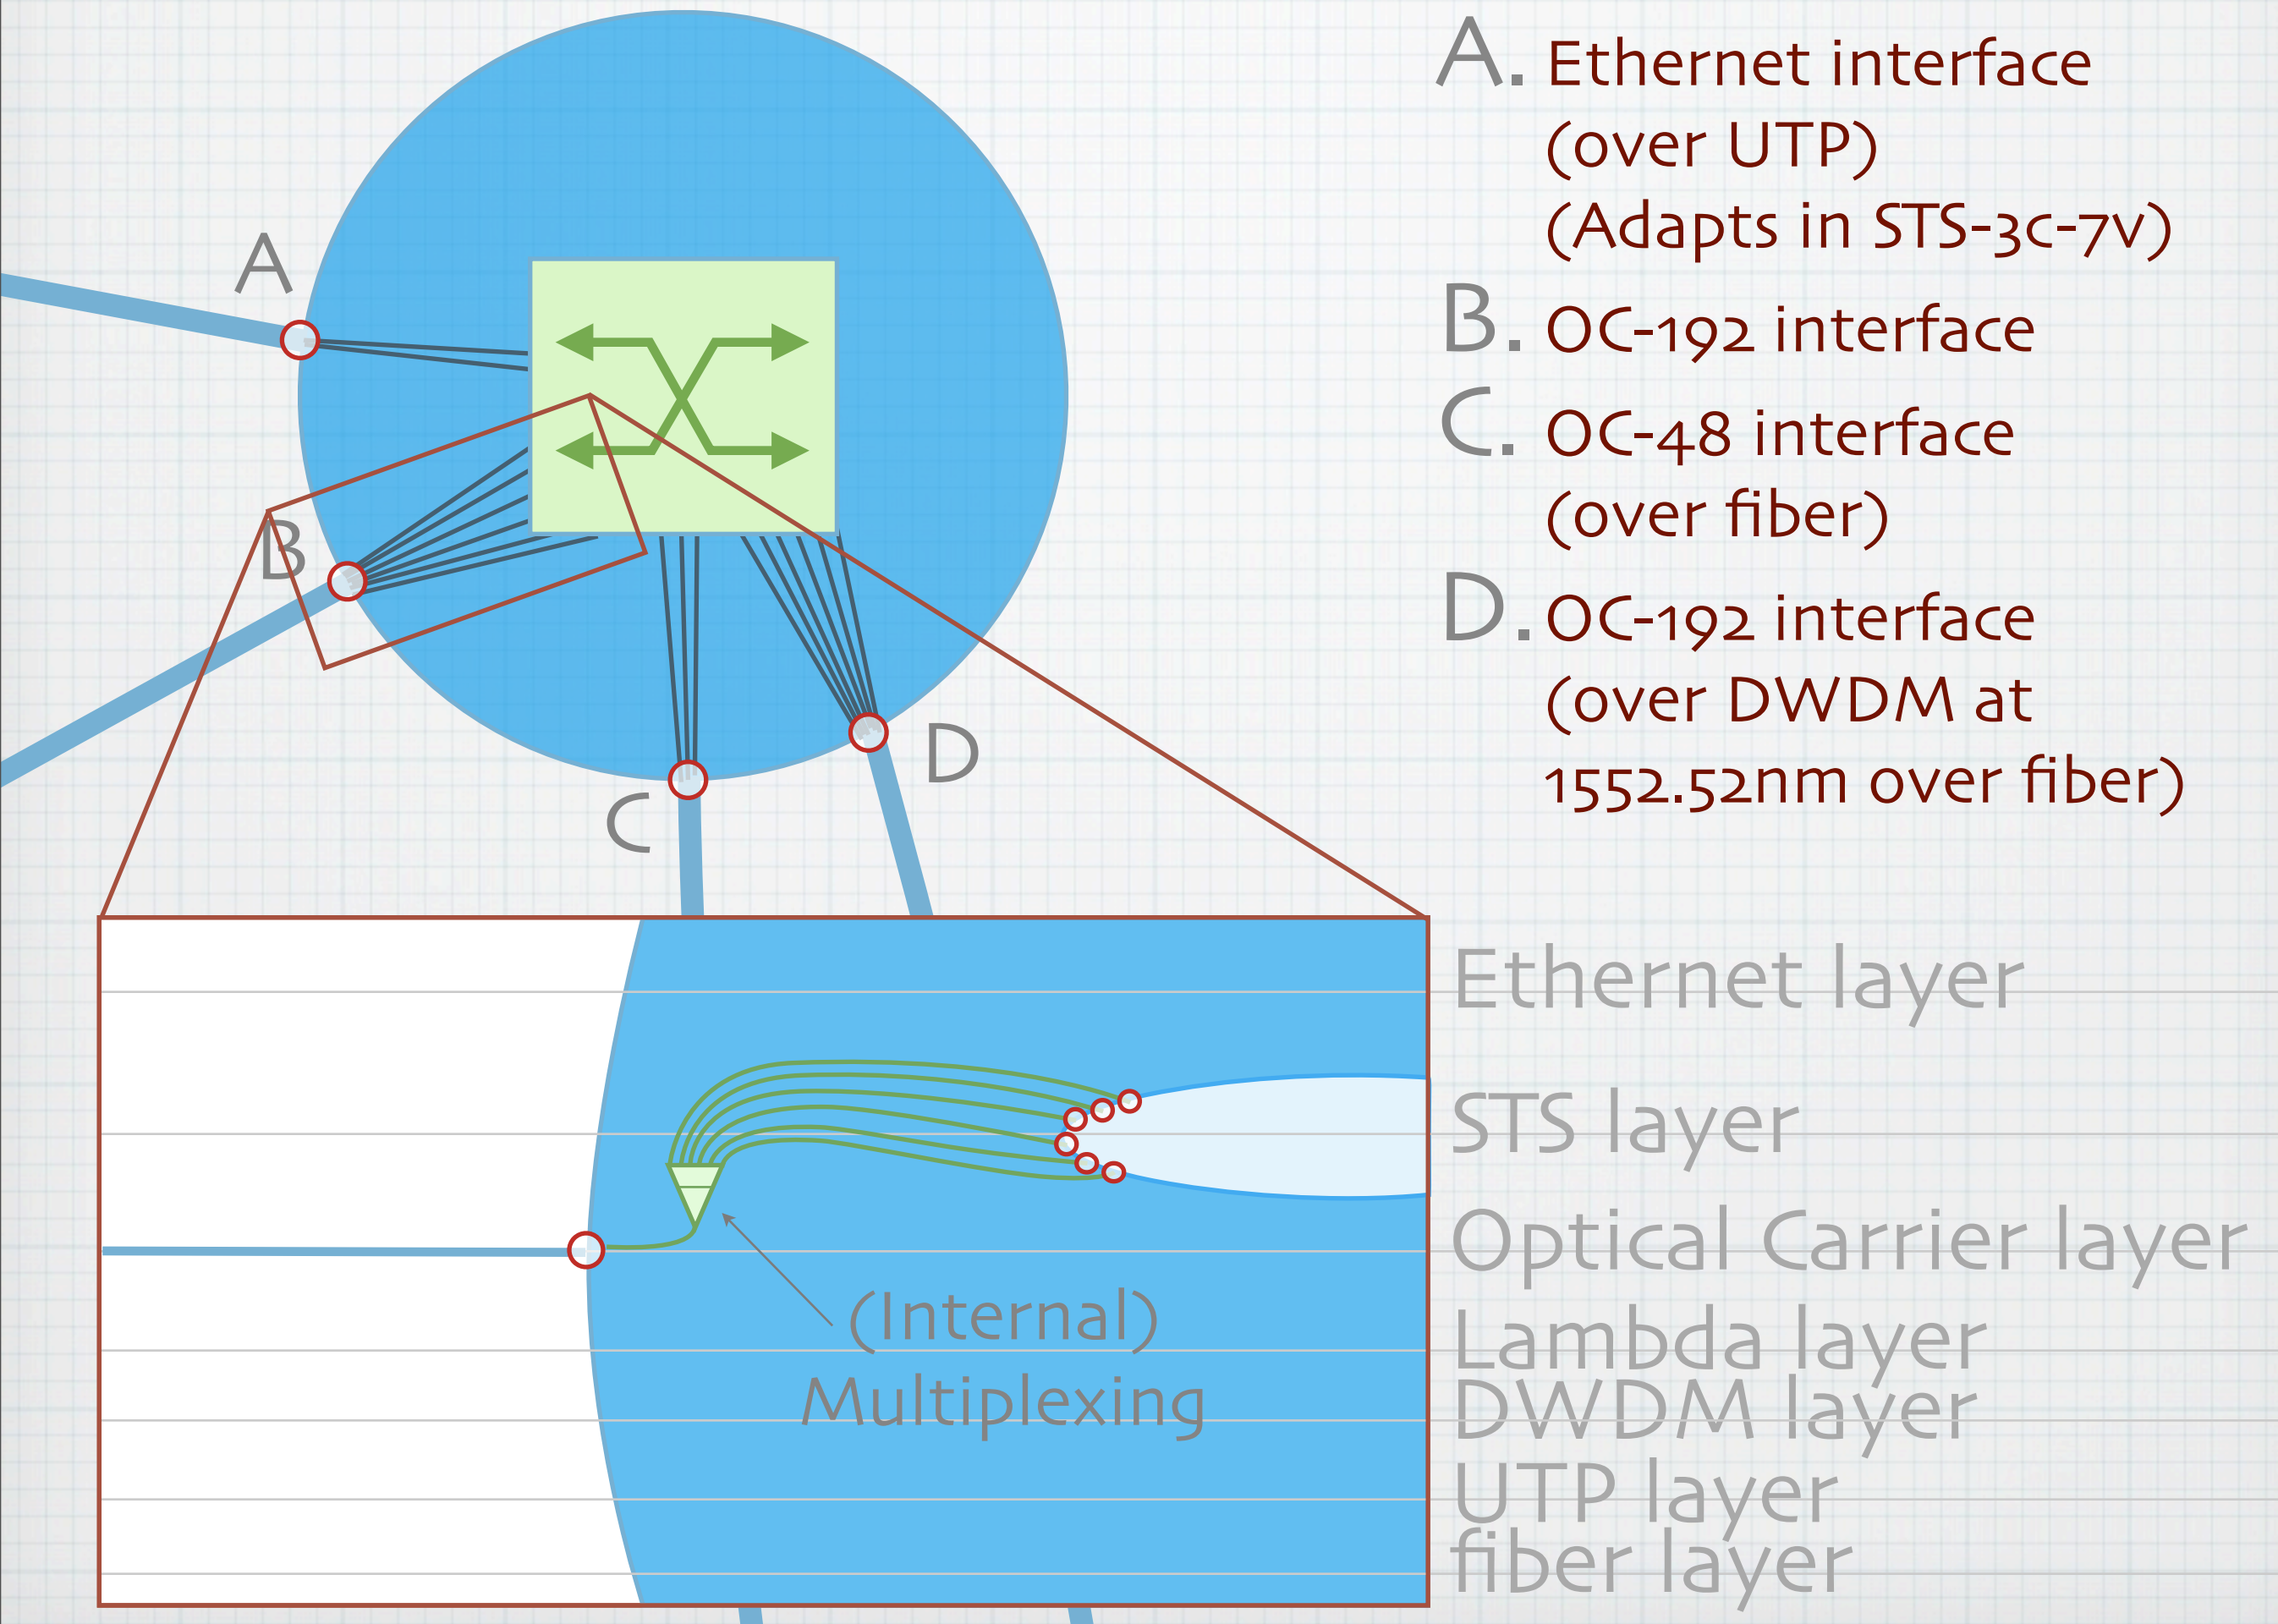 A. Ethernet interface
(over UTP)
(Adapts in STS-3c-7v)
B. OC-192 interface
C. OC-48 interface
(over fiber)
D. OC-192 interface
(over DWDM at
1552.52nm over fiber)
A
B
C
D
Ethernet layer
STS layer
Optical Carrier layer
(Internal)
Multiplexing
Lambda layer
DWDM layer
UTP layer
fiber layer